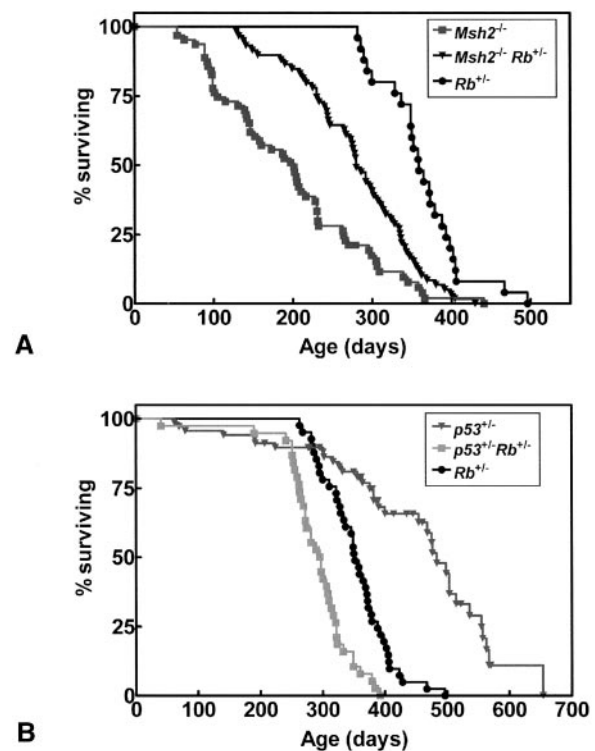 Msh2-/-
Msh2-/- Rb+/-
Rb+/-
100
75
50
25
0
% surviving
0 100 200 300 400 500
Age (days)
A
p53+/-
p53+/-Rb+/-
Rb+/-
100
75
50
25
0
% surviving
0 100 200 300 400 500 600 700
Age (days)
B